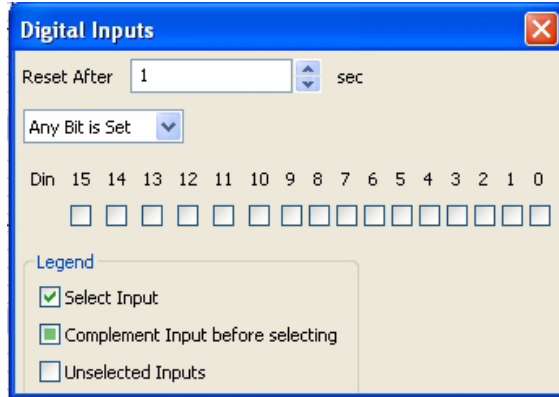 Digital Inputs
Reset After 1 sec
Any Bit is Set
Din 15 14 13 12 11 10 9 8 7 6 5 4 3 2 1 0
Legend
Select Input
Complement Input before selecting
Unselected Inputs